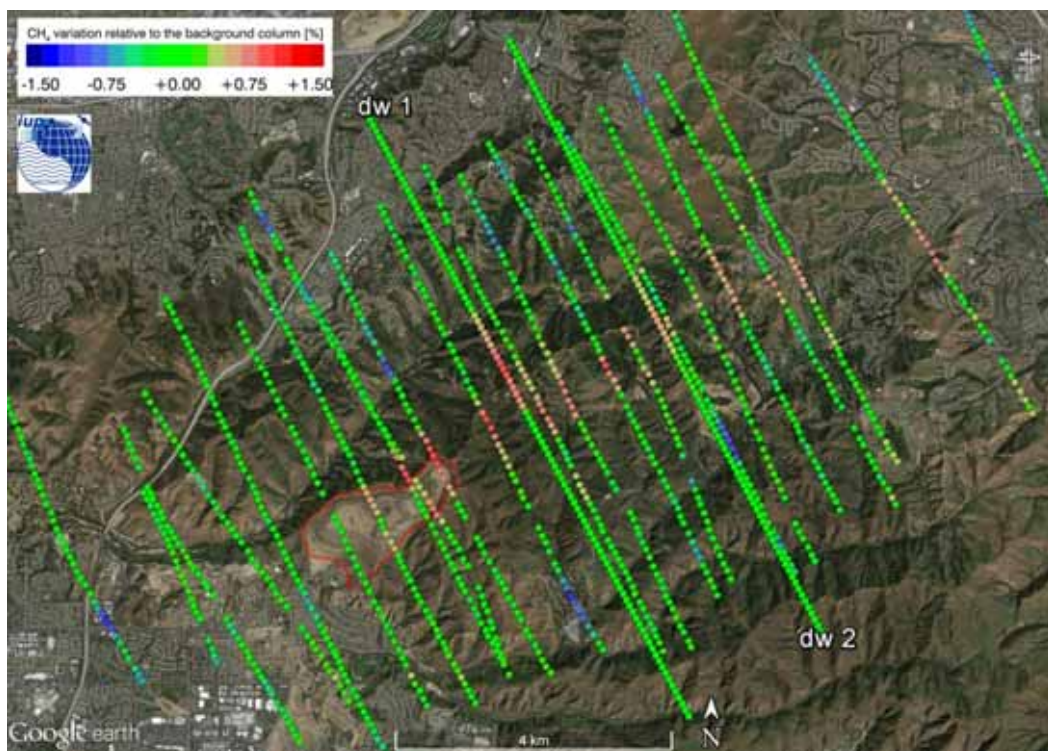 CH₄ variation relative to the background column [%]
-1.50 -0.75 +0.00 +0.75 +1.50
iup
dw 1
dw 2
Google earth
4 km
N